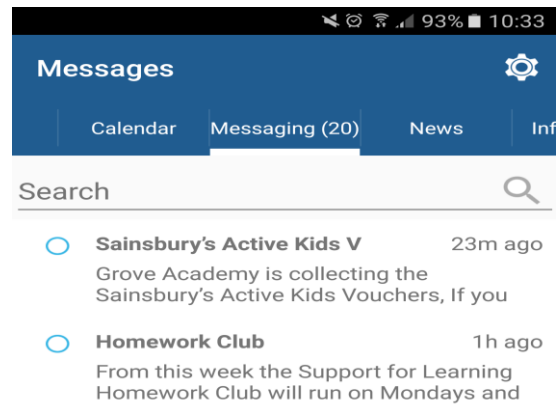 93% 10:33
Messages
Calendar Messaging (20) News Inf
Search
Sainsbury's Active Kids V 23m ago
Grove Academy is collecting the
Sainsbury's Active Kids Vouchers, If you
Homework Club 1h ago
From this week the Support for Learning
Homework Club will run on Mondays and